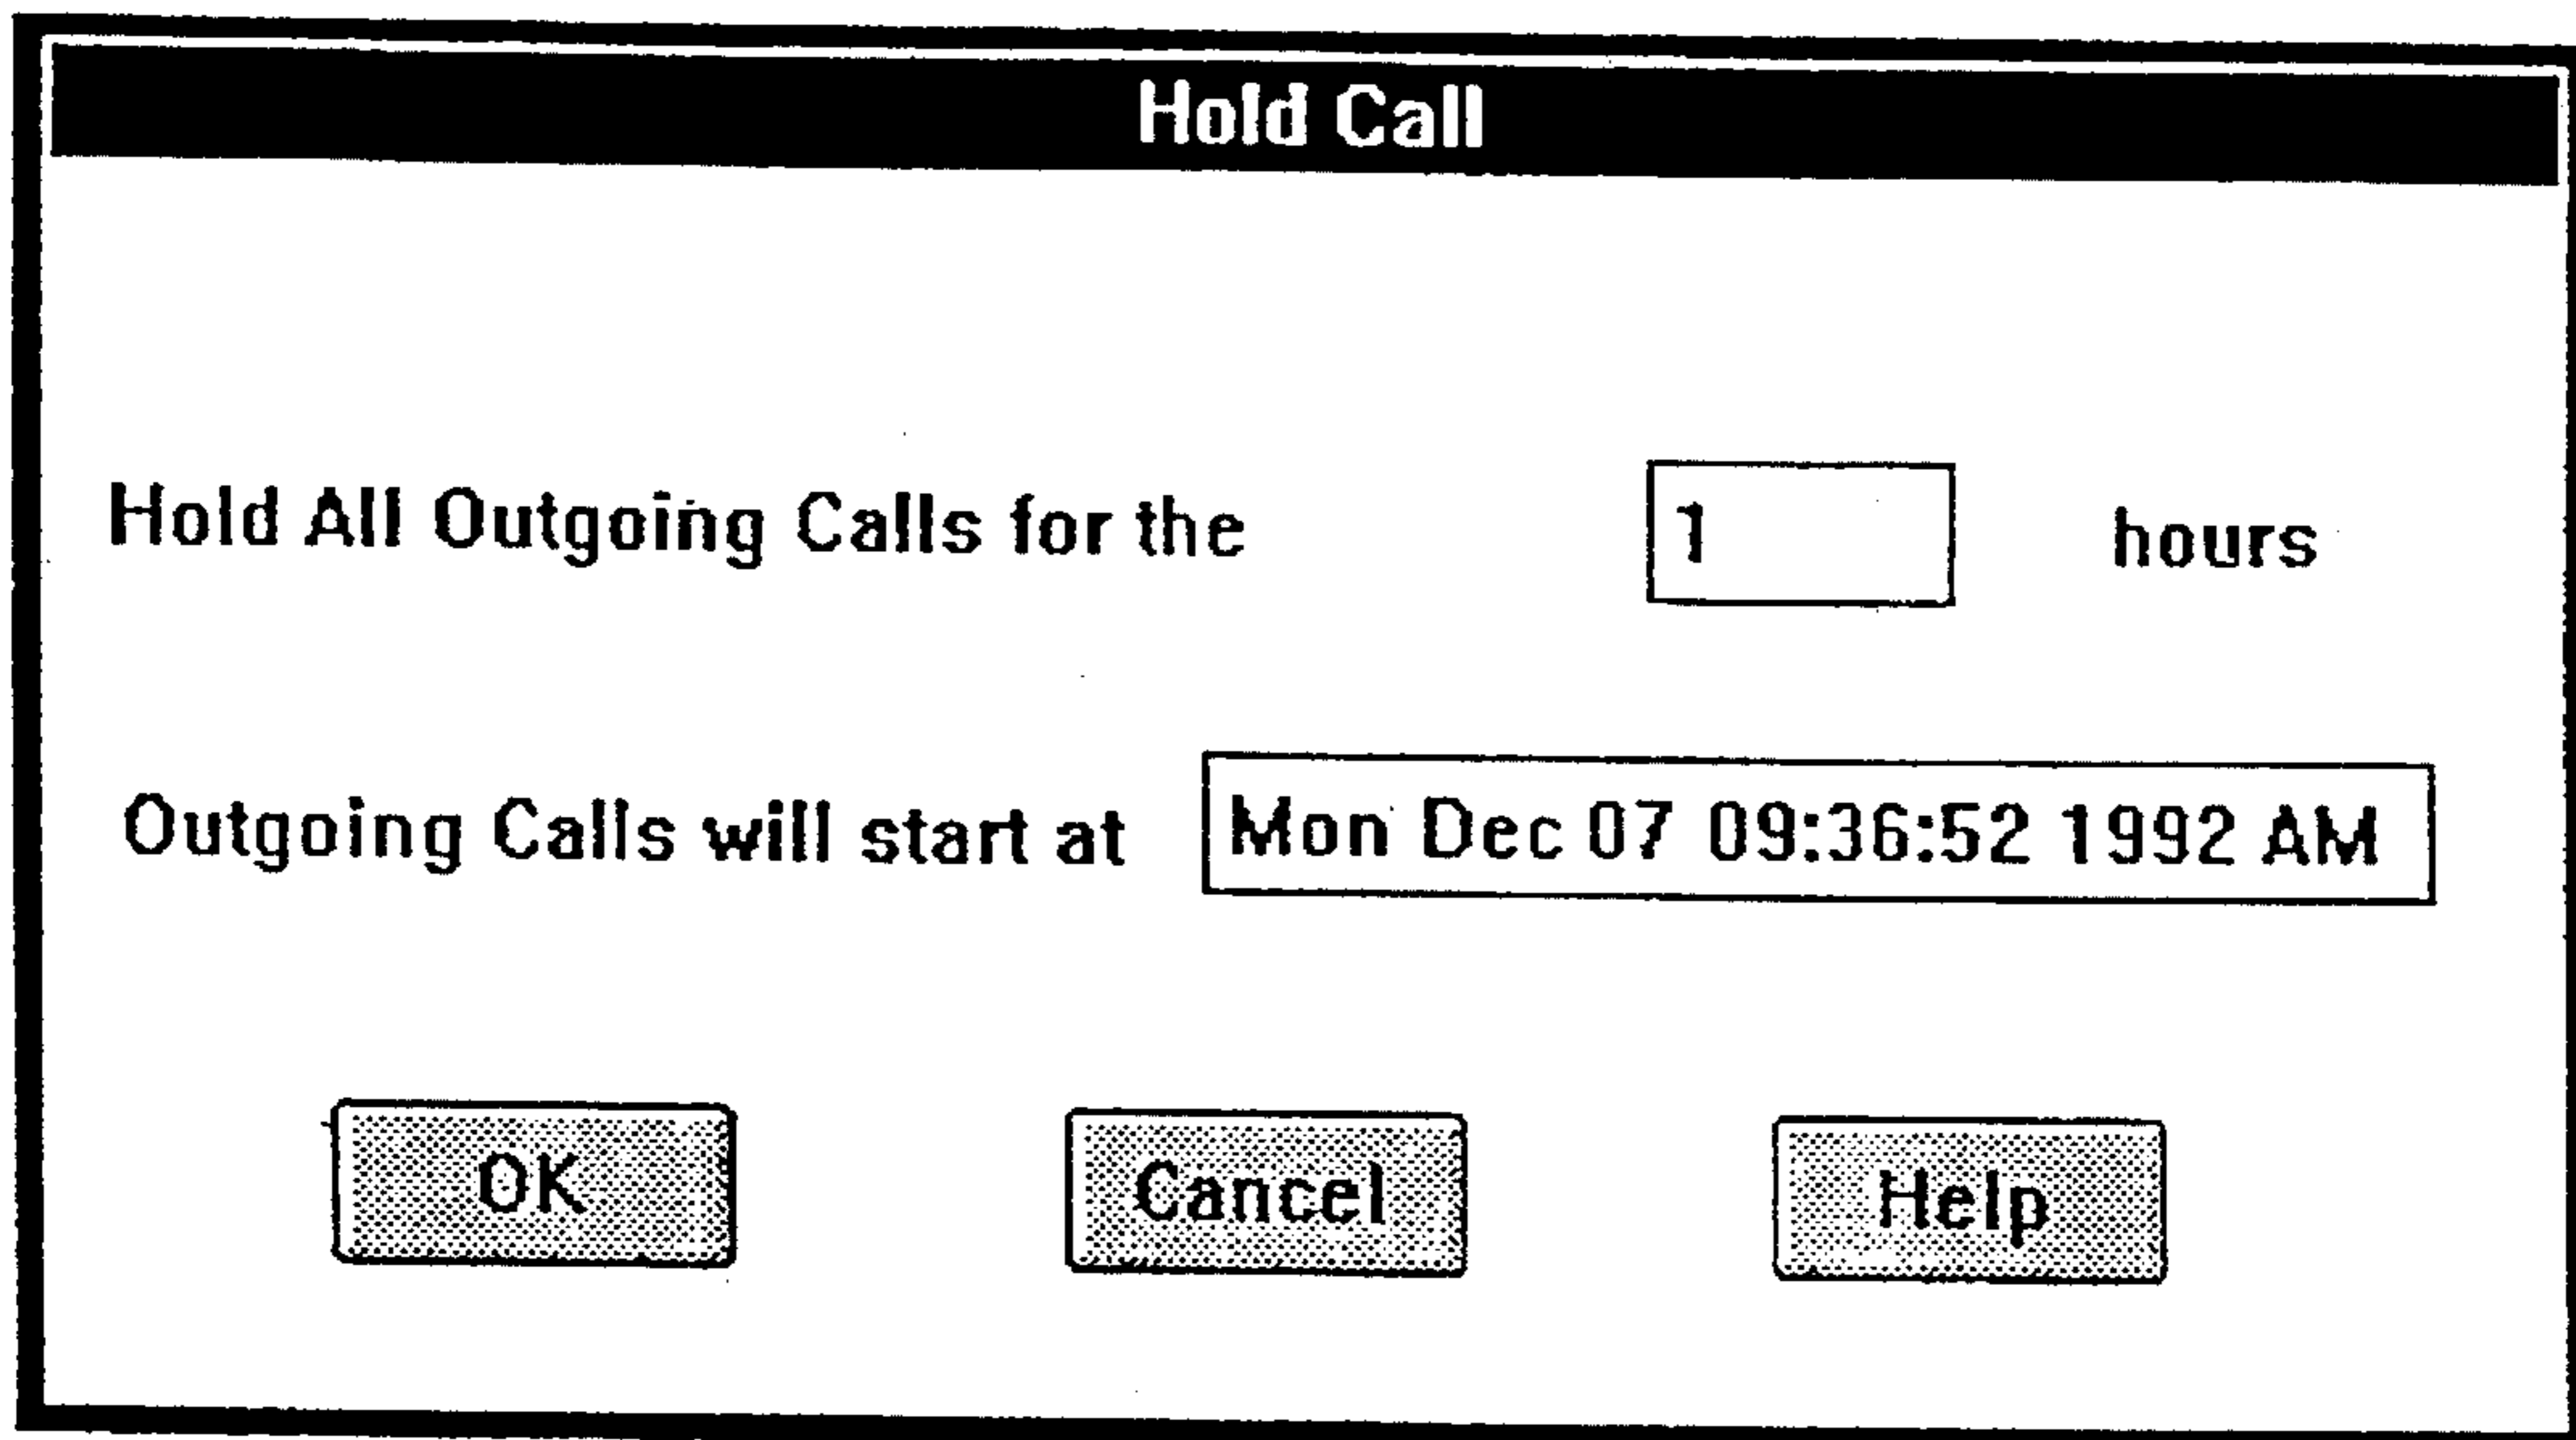 Hold Call
Hold All Outgoing Calls for the 1 hours
Outgoing Calls will start at Mon Dec 07 09:36:52 1992 AM
OK Cancel Help